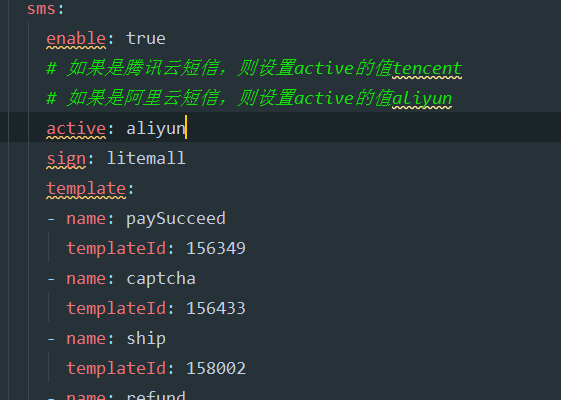 sms:
enable: true
# 如果是腾讯云短信，则设置active的值tencent
# 如果是阿里云短信，则设置active的值aliyun
active: aliyun
sign: litemall
template:
- name: paySucceed
templateId: 156349
- name: captcha
templateId: 156433
- name: ship
templateId: 158002
- name: refund